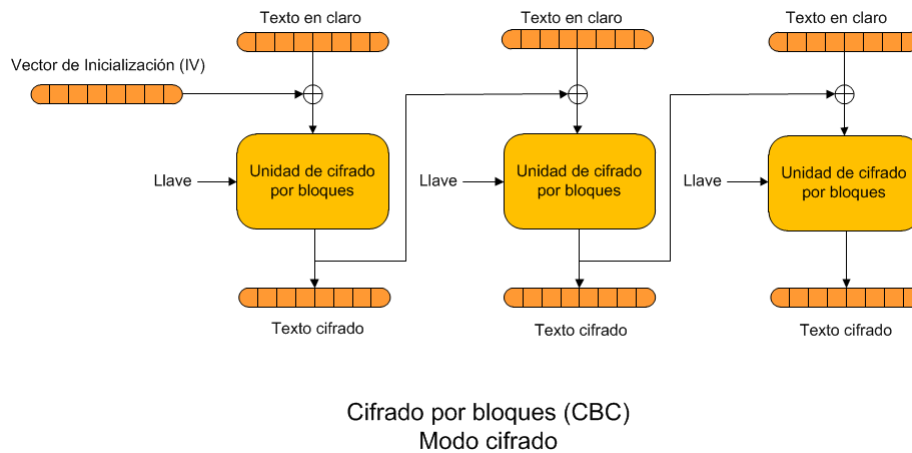 Texto en claro
Texto en claro
Texto en claro
Vector de Inicialización (IV)
Llave
Unidad de cifrado
por bloques
Llave
Unidad de cifrado
por bloques
Llave
Unidad de cifrado
por bloques
Texto cifrado
Texto cifrado
Texto cifrado
Cifrado por bloques (CBC)
Modo cifrado